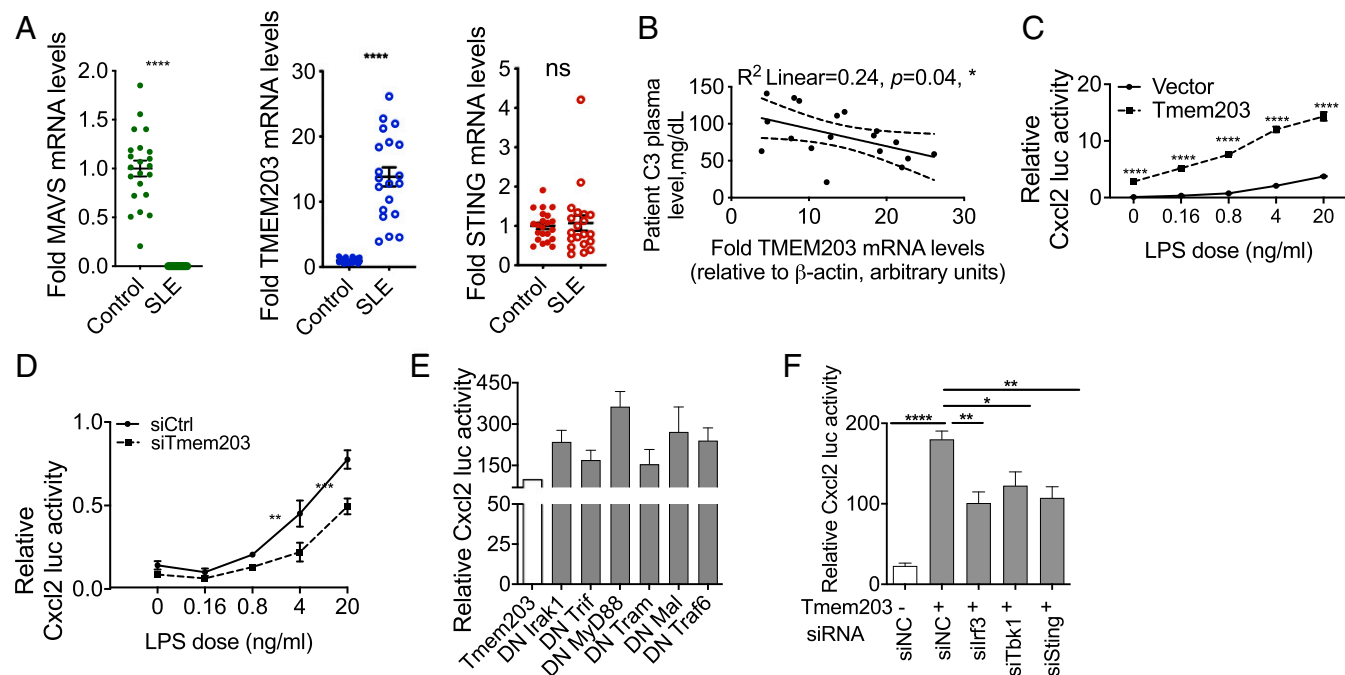 A
Fold MAVS mRNA levels
2.0
1.5
1.0
0.5
0.0
****
Control
SLE
Fold TMEM203 mRNA levels
30
20
10
0
****
Control
SLE
Fold STING mRNA levels
5
4
3
2
1
0
ns
Control
SLE
B
R² Linear=0.24, p=0.04, *
Patient C3 plasma
level,mg/dL
150
100
50
0
0
10
20
30
Fold TMEM203 mRNA levels
(relative to β-actin, arbitrary units)
C
Relative
Cxcl2 luc activity
20
10
0
Vector
Tmem203
****
****
****
****
****
0
0.16
0.8
4
20
LPS dose (ng/ml)
D
Relative
Cxcl2 luc activity
1.0
0.5
0.0
siCtrl
siTmem203
**
***
0
0.16
0.8
4
20
LPS dose (ng/ml)
E
Relative Cxcl2 luc activity
450
300
150
50
25
0
Tmem203
DN Irak1
DN Trif
DN MyD88
DN Tram
DN Mal
DN Traf6
F
Relative Cxcl2 luc activity
200
100
0
**
*
****
**
Tmem203 - + + + +
siRNA
siNC
siNC
siIrf3
siTbk1
siSting